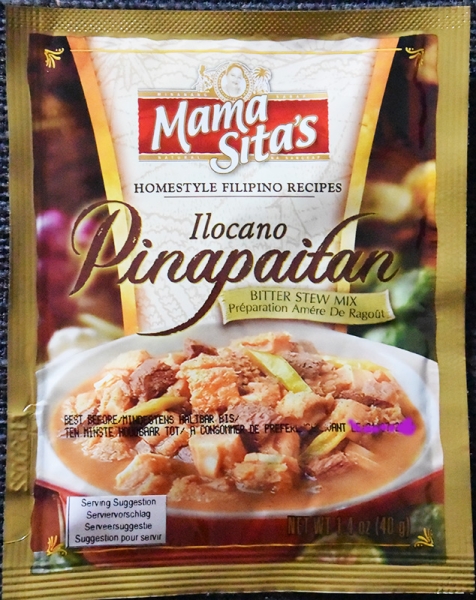 Mama
Sita's
HOMESTYLE FILIPINO RECIPES
Ilocano
Pinapaitan
BITTER STEW MIX
Préparation Amére De Ragoût
BEST BEFORE/MINDESTENS HALTBAR BIS/
TEN MINSTE HOUDBAAR TOT/ A CONSOMMER DE AVANT
Serving Suggestion
Serviervorschlag
Serveersuggestie
Suggestion pour servir
NET WT 1.4 oz (40 g)